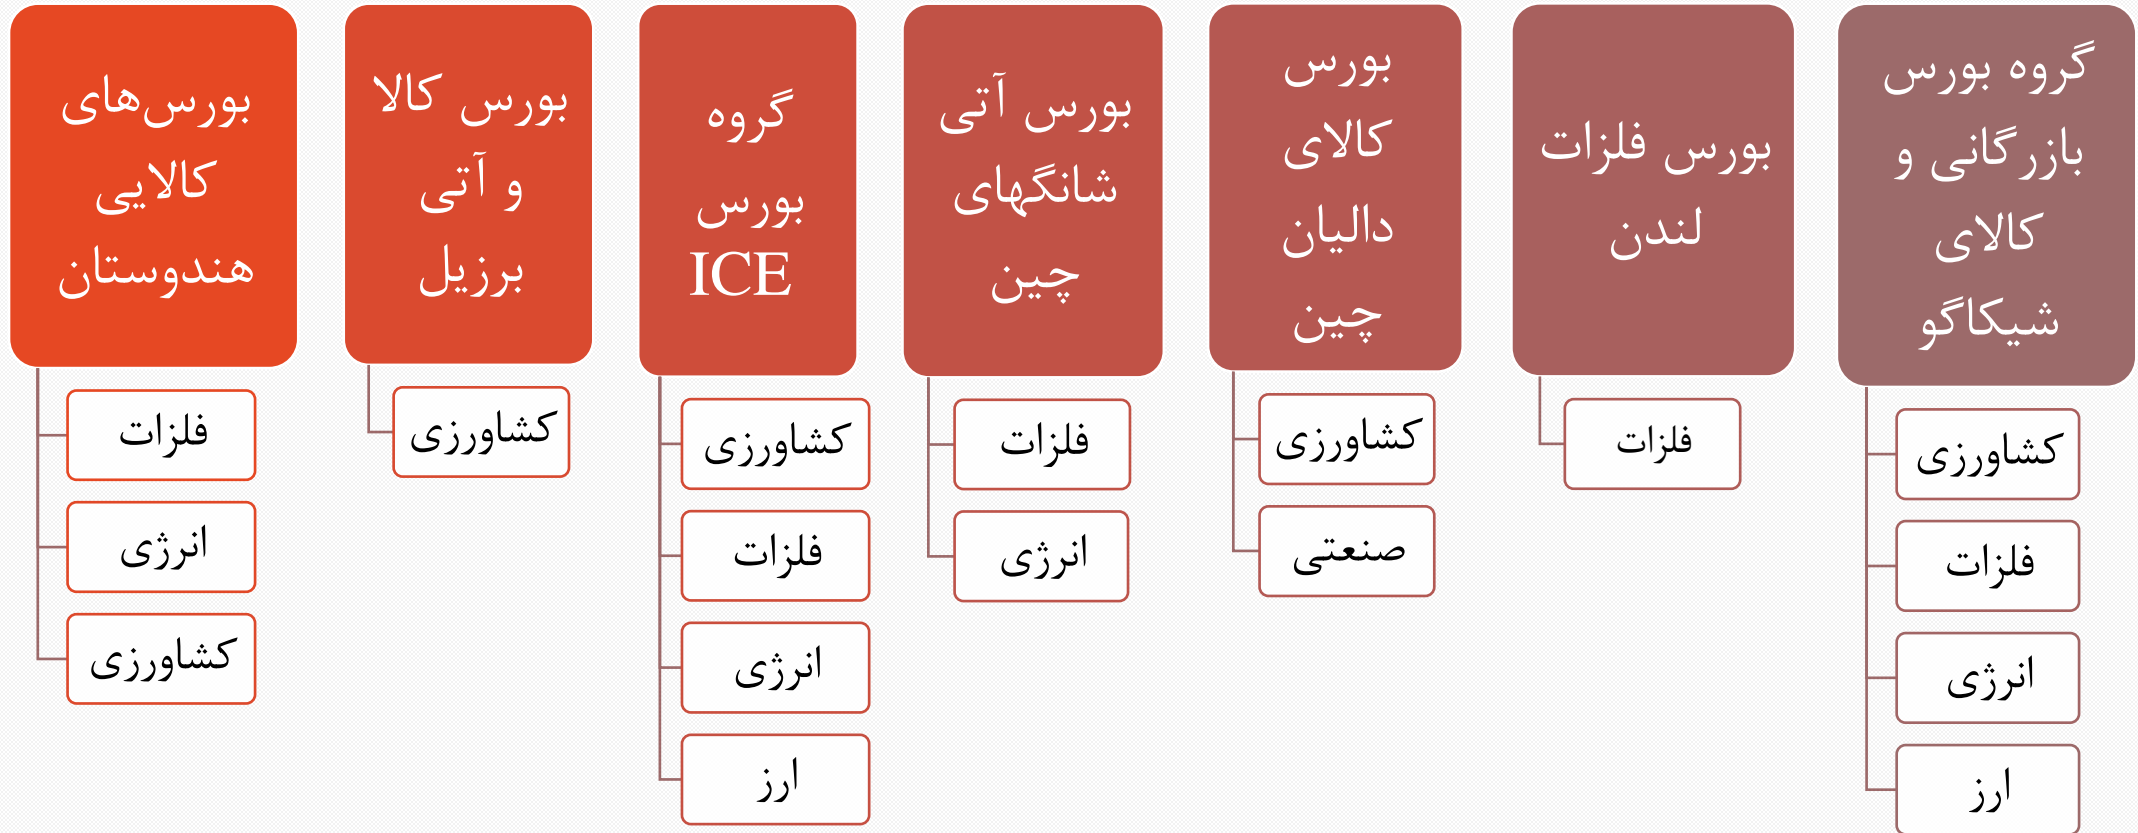 گروه بورس
بازرگانی و
کالای
شیکاگو
کشاورزی
فلزات
انرژی
ارز
بورس فلزات
لندن
فلزات
بورس
کالای
دالیان
چین
کشاورزی
صنعتی
بورس آتی
شانگهای
چین
فلزات
انرژی
گروه
بورس
ICE
کشاورزی
فلزات
انرژی
ارز
بورس کالا
و آتی
برزیل
کشاورزی
بورس‌های
کالایی
هندوستان
فلزات
انرژی
کشاورزی